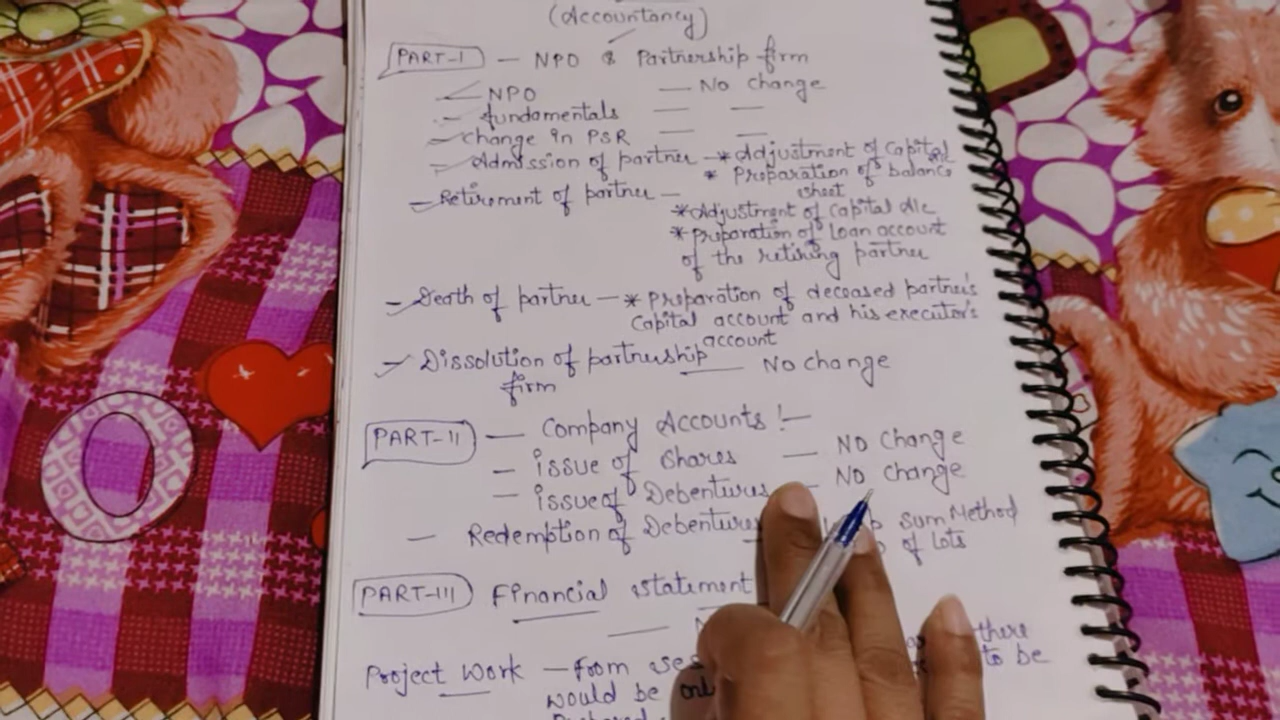 (Accountancy)
PART-I — NPO & Partnership firm
— NPO — No change
— fundamentals — —
— change in PSR — —
— Admission of partner — * Adjustment of Capital
* Preparation of balance sheet
— Retirement of partner —
* Adjustment of Capital A/c
* preparation of Loan account
of the retiring partner
— Death of partner — * Preparation of deceased partner's
Capital account and his executor's
account
— Dissolution of partnership — No change
firm
PART-II — Company Accounts :—
— issue of Shares — No Change
— issue of Debentures — No change
— Redemption of Debentures sum Method
of lots
PART-III Financial statement
—
there
Project Work — from to be
would be